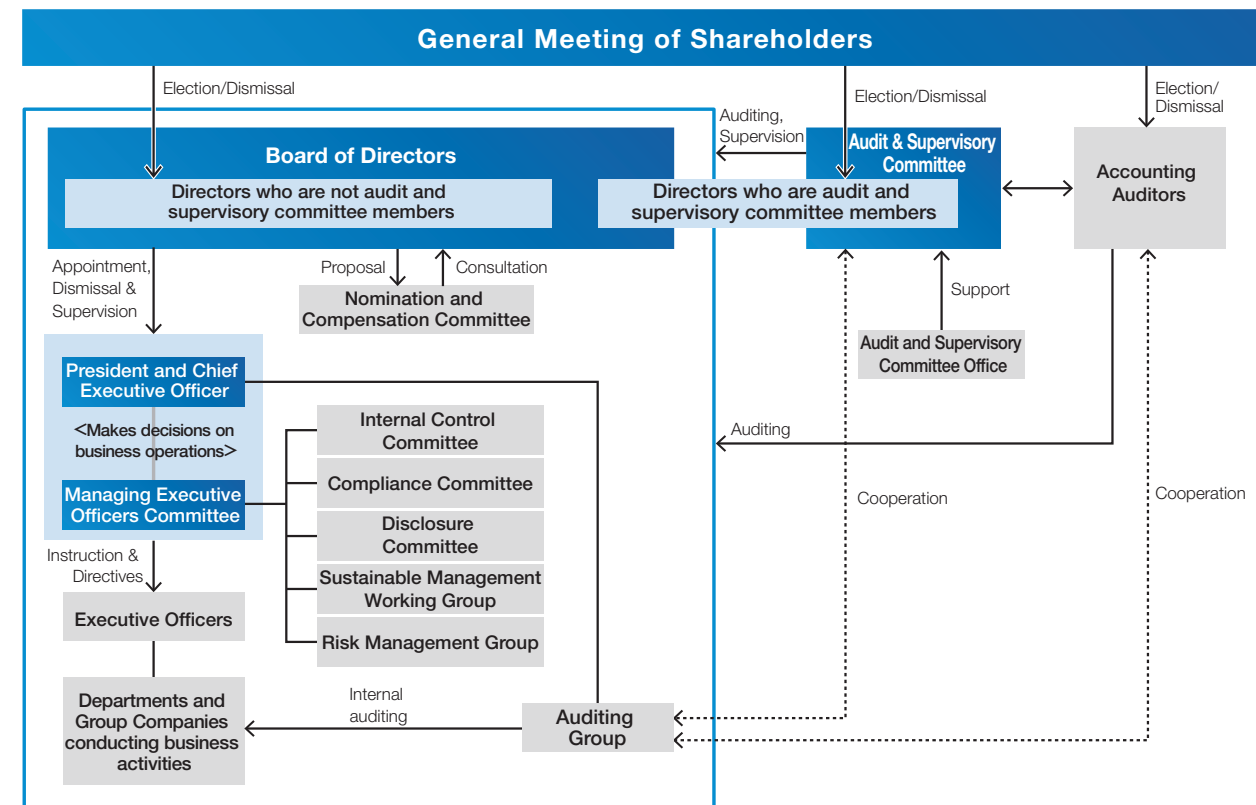 General Meeting of Shareholders
Election/Dismissal
Election/Dismissal
Election/
Dismissal
Auditing,
Supervision
Board of Directors
Directors who are not audit and
supervisory committee members
Audit & Supervisory
Committee
Directors who are audit and
supervisory committee members
Accounting
Auditors
Appointment,
Dismissal &
Supervision
Proposal
Consultation
Nomination and
Compensation Committee
Support
Audit and Supervisory
Committee Office
President and Chief
Executive Officer
<Makes decisions on
business operations>
Managing Executive
Officers Committee
Internal Control
Committee
Compliance Committee
Disclosure
Committee
Sustainable Management
Working Group
Risk Management Group
Auditing
Cooperation
Cooperation
Instruction &
Directives
Executive Officers
Departments and
Group Companies
conducting business
activities
Internal
auditing
Auditing
Group